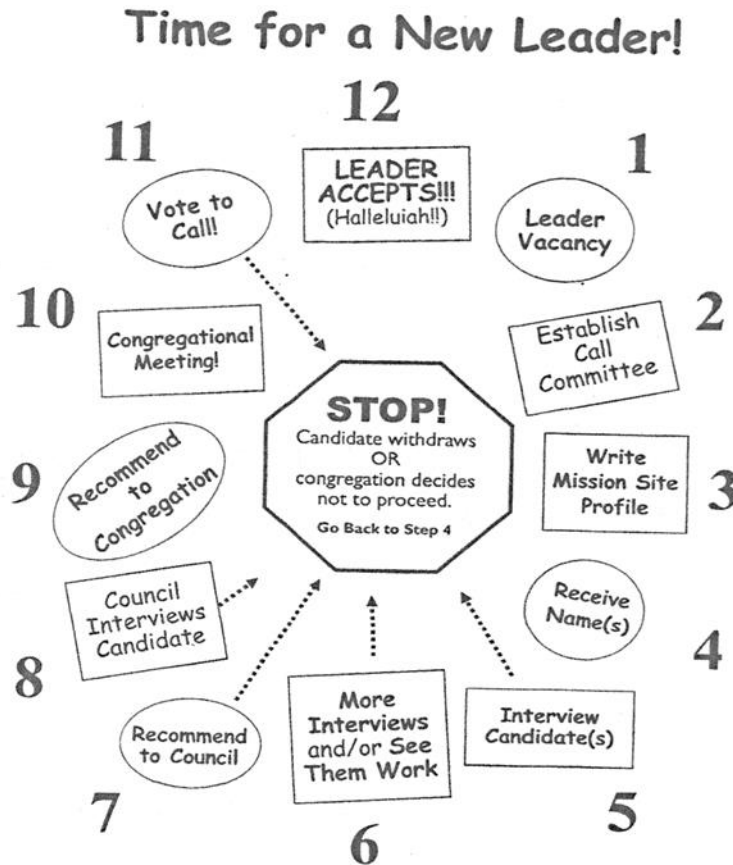 Time for a New Leader!
12
LEADER
ACCEPTS!!!
(Halleluiah!!)
1
Leader
Vacancy
2
Establish
Call
Committee
3
Write
Mission Site
Profile
4
Receive
Name(s)
5
Interview
Candidate(s)
6
More
Interviews
and/or See
Them Work
7
Recommend
to Council
8
Council
Interviews
Candidate
9
Recommend
to
Congregation
10
Congregational
Meeting!
11
Vote to
Call!
STOP!
Candidate withdraws
OR
congregation decides
not to proceed.
Go Back to Step 4